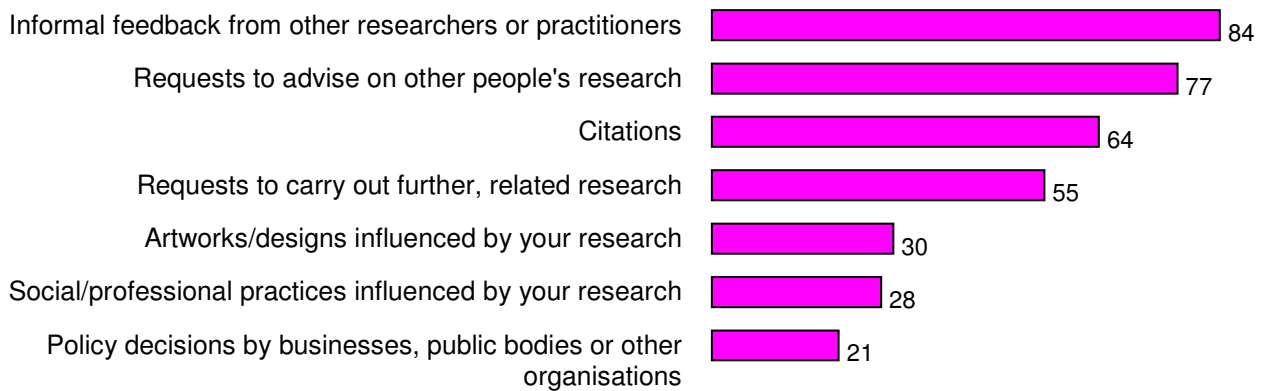 Informal feedback from other researchers or practitioners 84
Requests to advise on other people's research 77
Citations 64
Requests to carry out further, related research 55
Artworks/designs influenced by your research 30
Social/professional practices influenced by your research 28
Policy decisions by businesses, public bodies or other 21
organisations